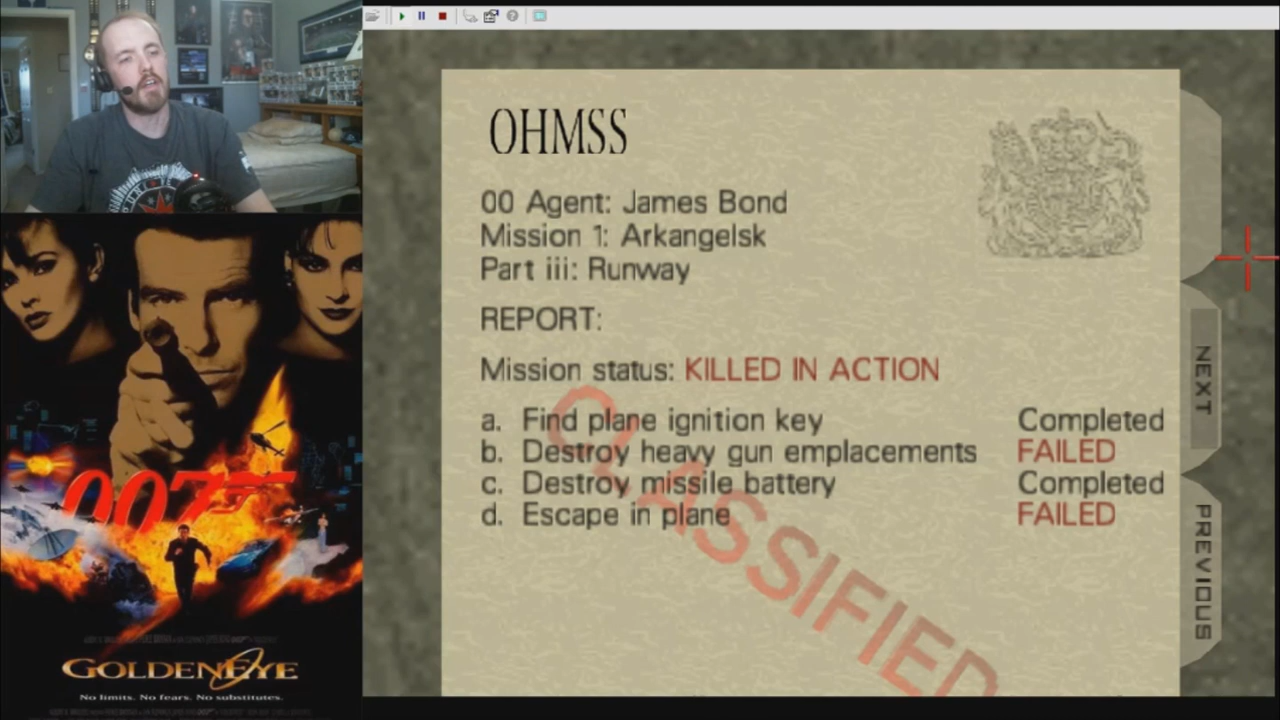 OHMSS
00 Agent: James Bond
Mission 1: Arkangelsk
Part iii: Runway
REPORT:
Mission status: KILLED IN ACTION
a. Find plane ignition key Completed
b. Destroy heavy gun emplacements FAILED
c. Destroy missile battery Completed
d. Escape in plane FAILED
CLASSIFIED
NEXT
PREVIOUS
007
GOLDENEYE
No limits. No fears. No substitutes.